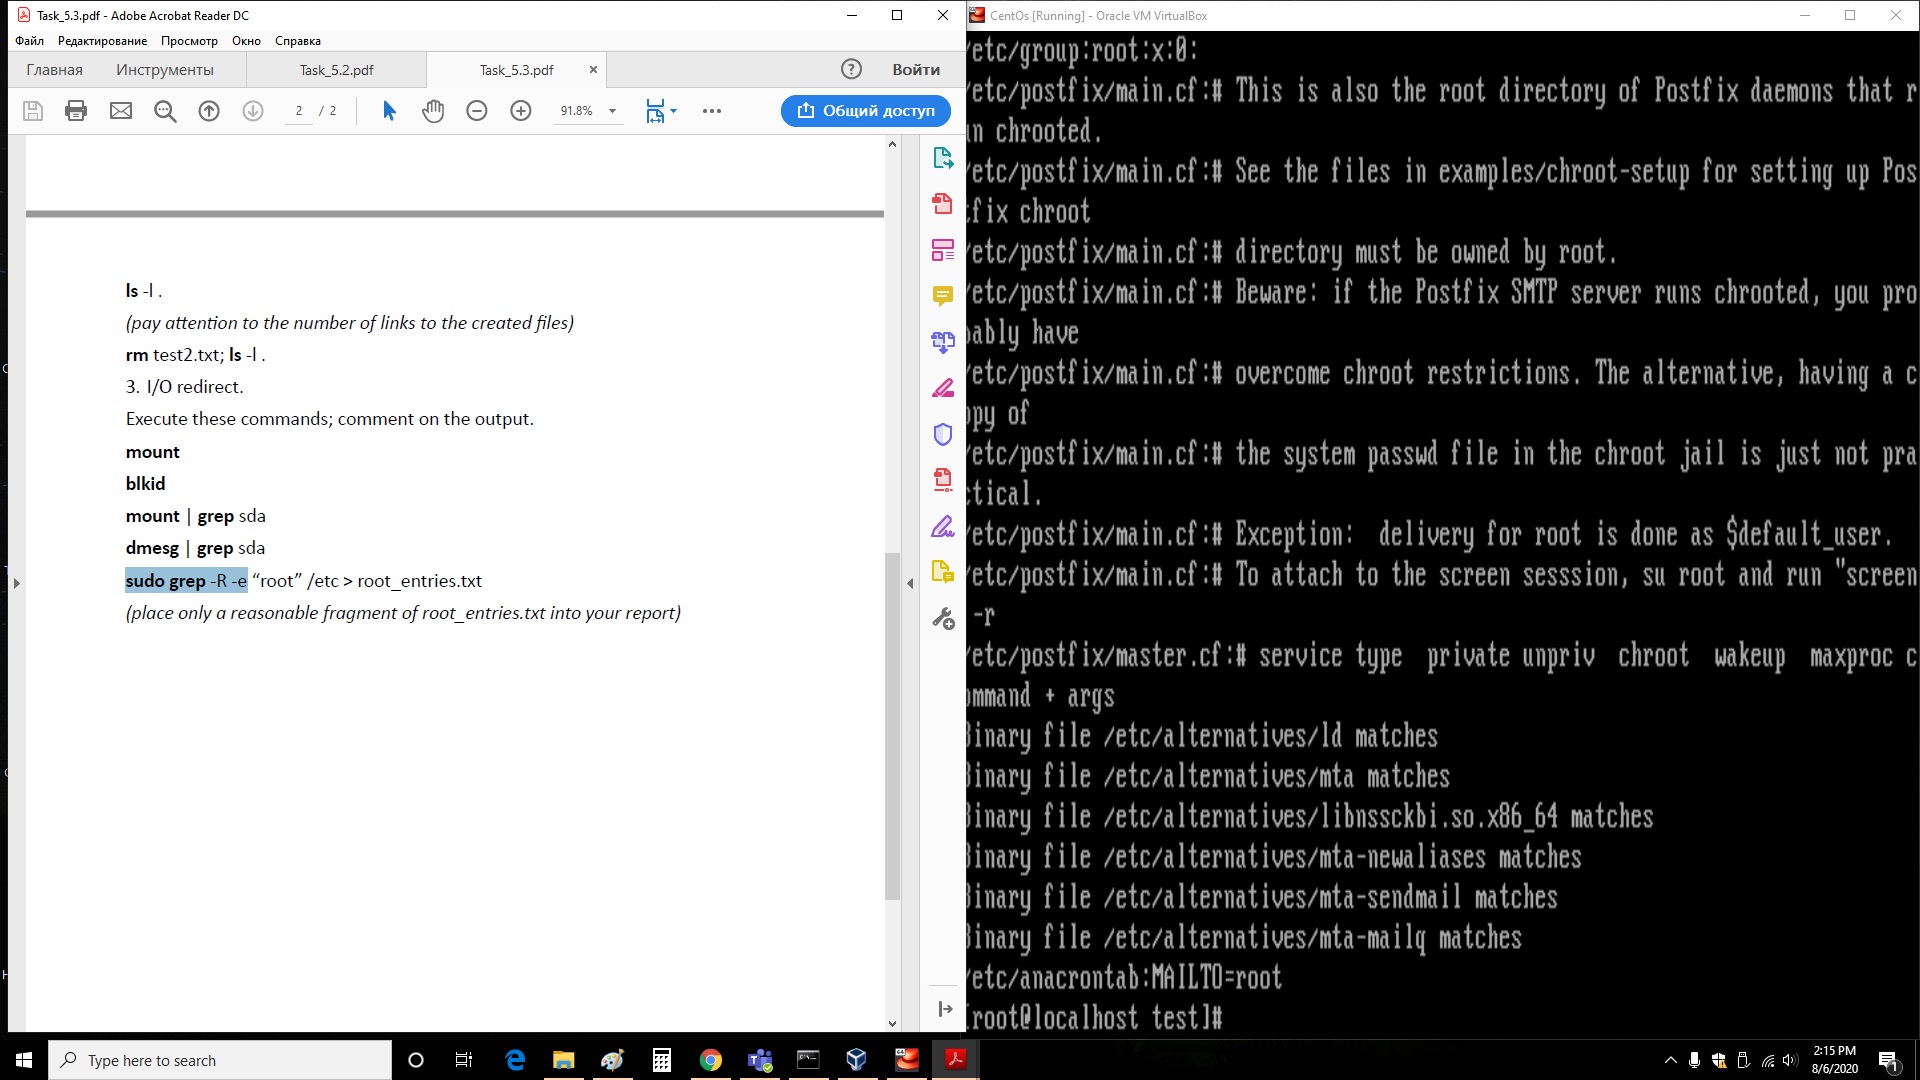 Task_5.3.pdf - Adobe Acrobat Reader DC
Файл Редактирование Просмотр Окно Справка
Главная Инструменты Task_5.2.pdf Task_5.3.pdf × ? Войти
2 / 2 91.8% Общий доступ
ls -l .
(pay attention to the number of links to the created files)
rm test2.txt; ls -l .
3. I/O redirect.
Execute these commands; comment on the output.
mount
blkid
mount | grep sda
dmesg | grep sda
sudo grep -R -e “root” /etc > root_entries.txt
(place only a reasonable fragment of root_entries.txt into your report)
CentOs [Running] - Oracle VM VirtualBox
/etc/group:root:x:0:
/etc/postfix/main.cf:# This is also the root directory of Postfix daemons that r
un chrooted.
/etc/postfix/main.cf:# See the files in examples/chroot-setup for setting up Pos
tfix chroot
/etc/postfix/main.cf:# directory must be owned by root.
/etc/postfix/main.cf:# Beware: if the Postfix SMTP server runs chrooted, you pro
bably have
/etc/postfix/main.cf:# overcome chroot restrictions. The alternative, having a c
opy of
/etc/postfix/main.cf:# the system passwd file in the chroot jail is just not pra
ctical.
/etc/postfix/main.cf:# Exception:  delivery for root is done as $default_user.
/etc/postfix/main.cf:# To attach to the screen sesssion, su root and run "screen
 -r
/etc/postfix/master.cf:# service type  private unpriv  chroot  wakeup  maxproc c
ommand + args
Binary file /etc/alternatives/ld matches
Binary file /etc/alternatives/mta matches
Binary file /etc/alternatives/libnssckbi.so.x86_64 matches
Binary file /etc/alternatives/mta-newaliases matches
Binary file /etc/alternatives/mta-sendmail matches
Binary file /etc/alternatives/mta-mailq matches
/etc/anacrontab:MAILTO=root
[root@localhost test]#
Type here to search
2:15 PM
8/6/2020
1